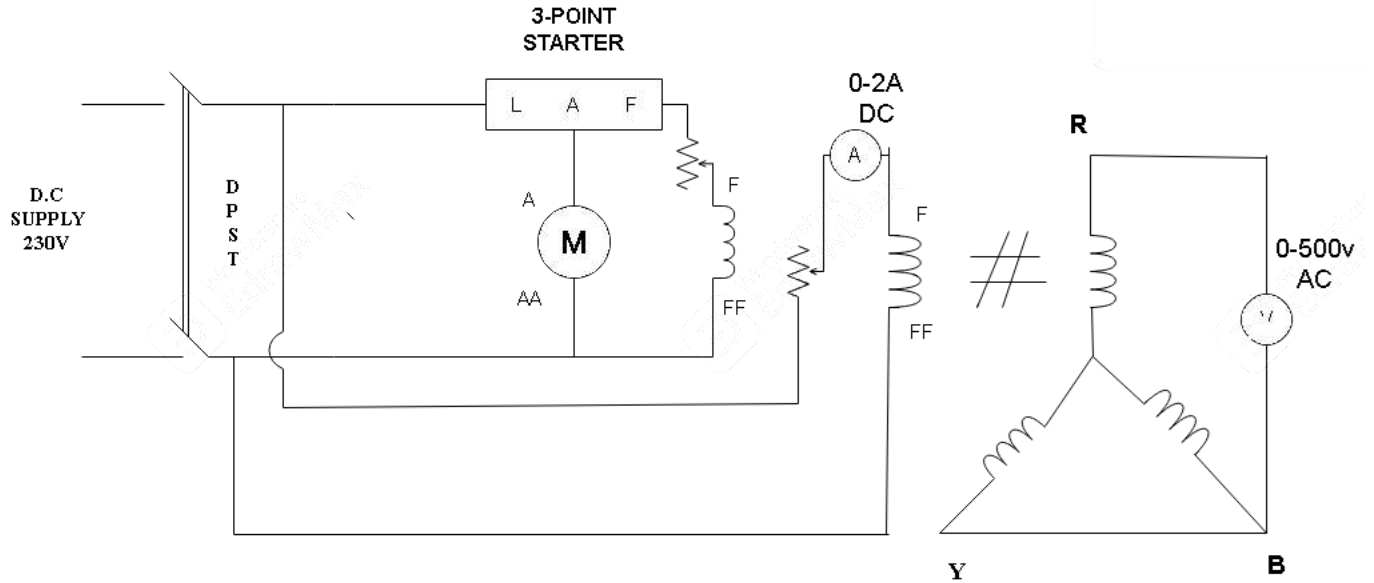 3-POINT
STARTER
L A F
0-2A
DC
A
R
D.C
SUPPLY
230V
D
P
S
T
A
M
AA
F
FF
F
FF
0-500v
AC
V
Y
B